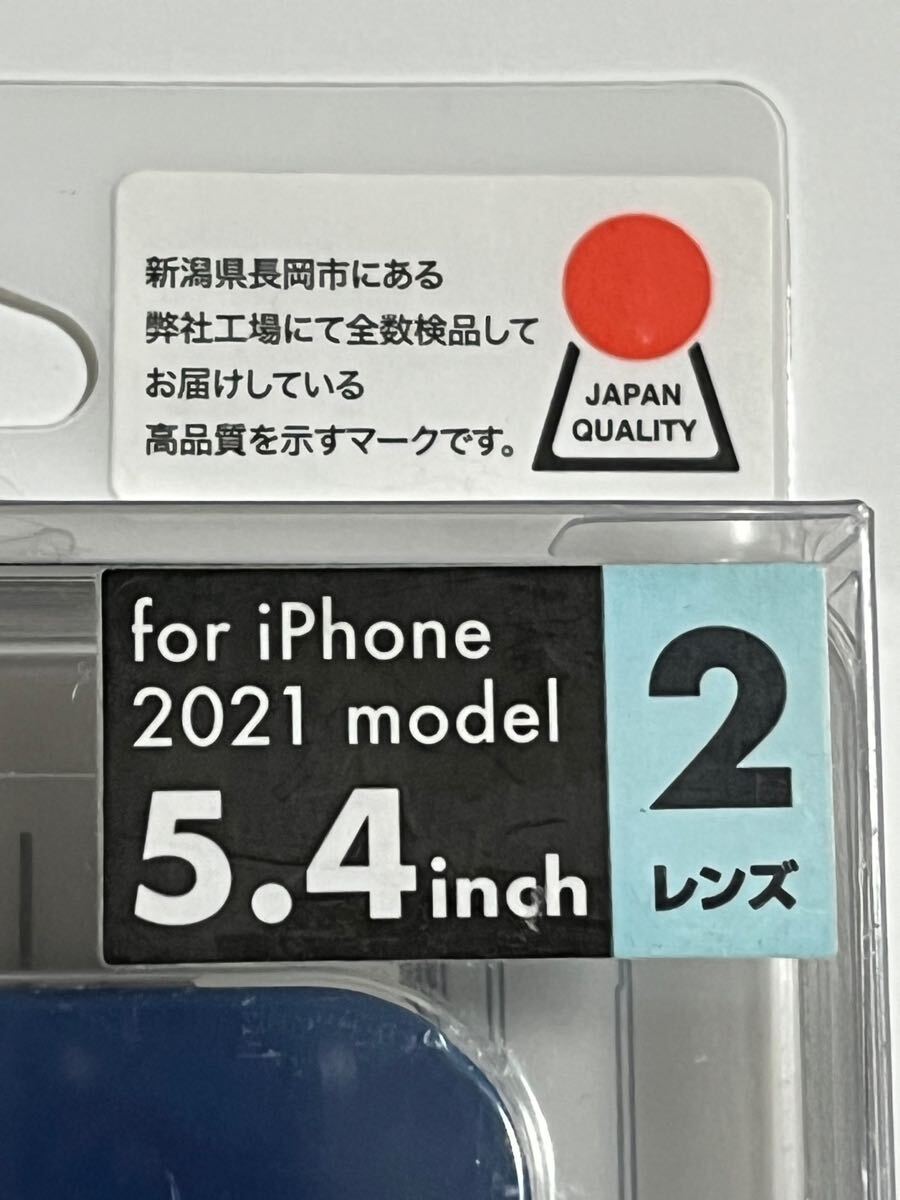 新潟県長岡市にある
弊社工場にて全数検品して
お届けしている
高品質を示すマークです。
JAPAN
QUALITY
for iPhone
2021 model
5.4inch
2
レンズ